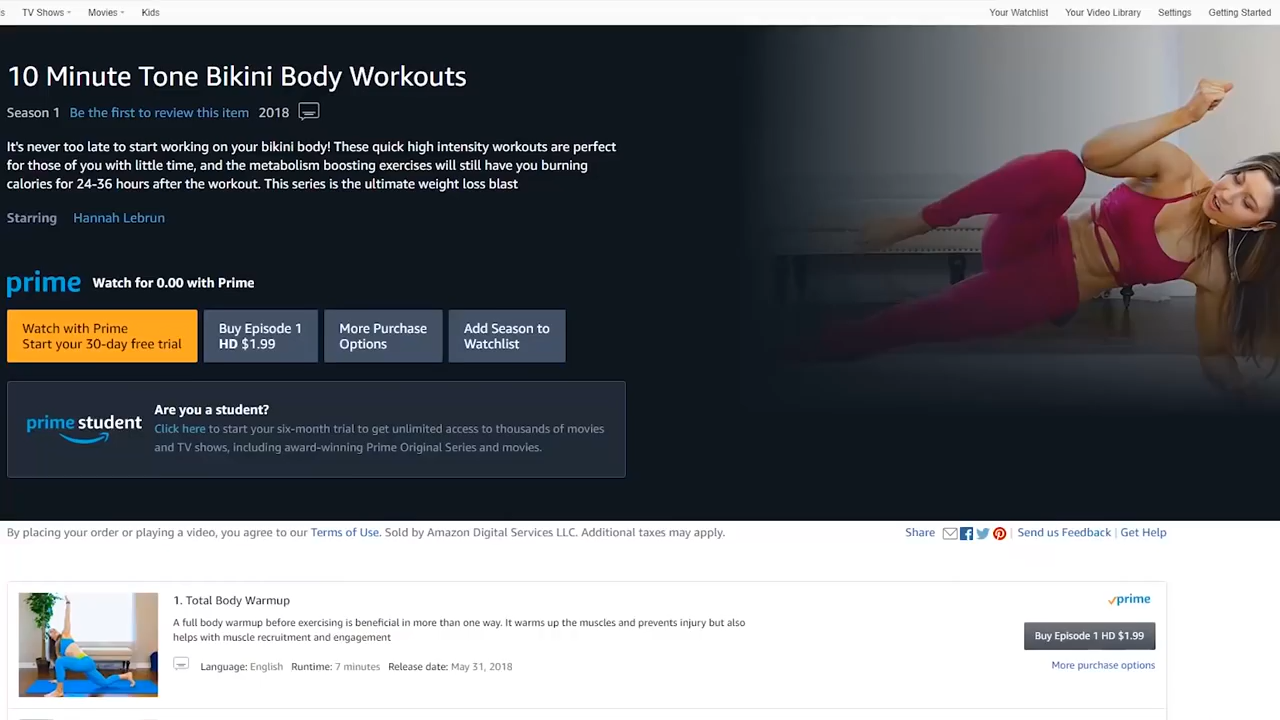 TV Shows Movies Kids Your Watchlist Your Video Library Settings Getting Started
10 Minute Tone Bikini Body Workouts
Season 1 Be the first to review this item 2018
It's never too late to start working on your bikini body! These quick high intensity workouts are perfect
for those of you with little time, and the metabolism boosting exercises will still have you burning
calories for 24-36 hours after the workout. This series is the ultimate weight loss blast
Starring Hannah Lebrun
prime Watch for 0.00 with Prime
Watch with Prime
Start your 30-day free trial
Buy Episode 1
HD $1.99
More Purchase
Options
Add Season to
Watchlist
prime student
Are you a student?
Click here to start your six-month trial to get unlimited access to thousands of movies
and TV shows, including award-winning Prime Original Series and movies.
By placing your order or playing a video, you agree to our Terms of Use. Sold by Amazon Digital Services LLC. Additional taxes may apply.
Share | Send us Feedback | Get Help
1. Total Body Warmup
prime
A full body warmup before exercising is beneficial in more than one way. It warms up the muscles and prevents injury but also
helps with muscle recruitment and engagement
Buy Episode 1 HD $1.99
Language: English Runtime: 7 minutes Release date: May 31, 2018
More purchase options